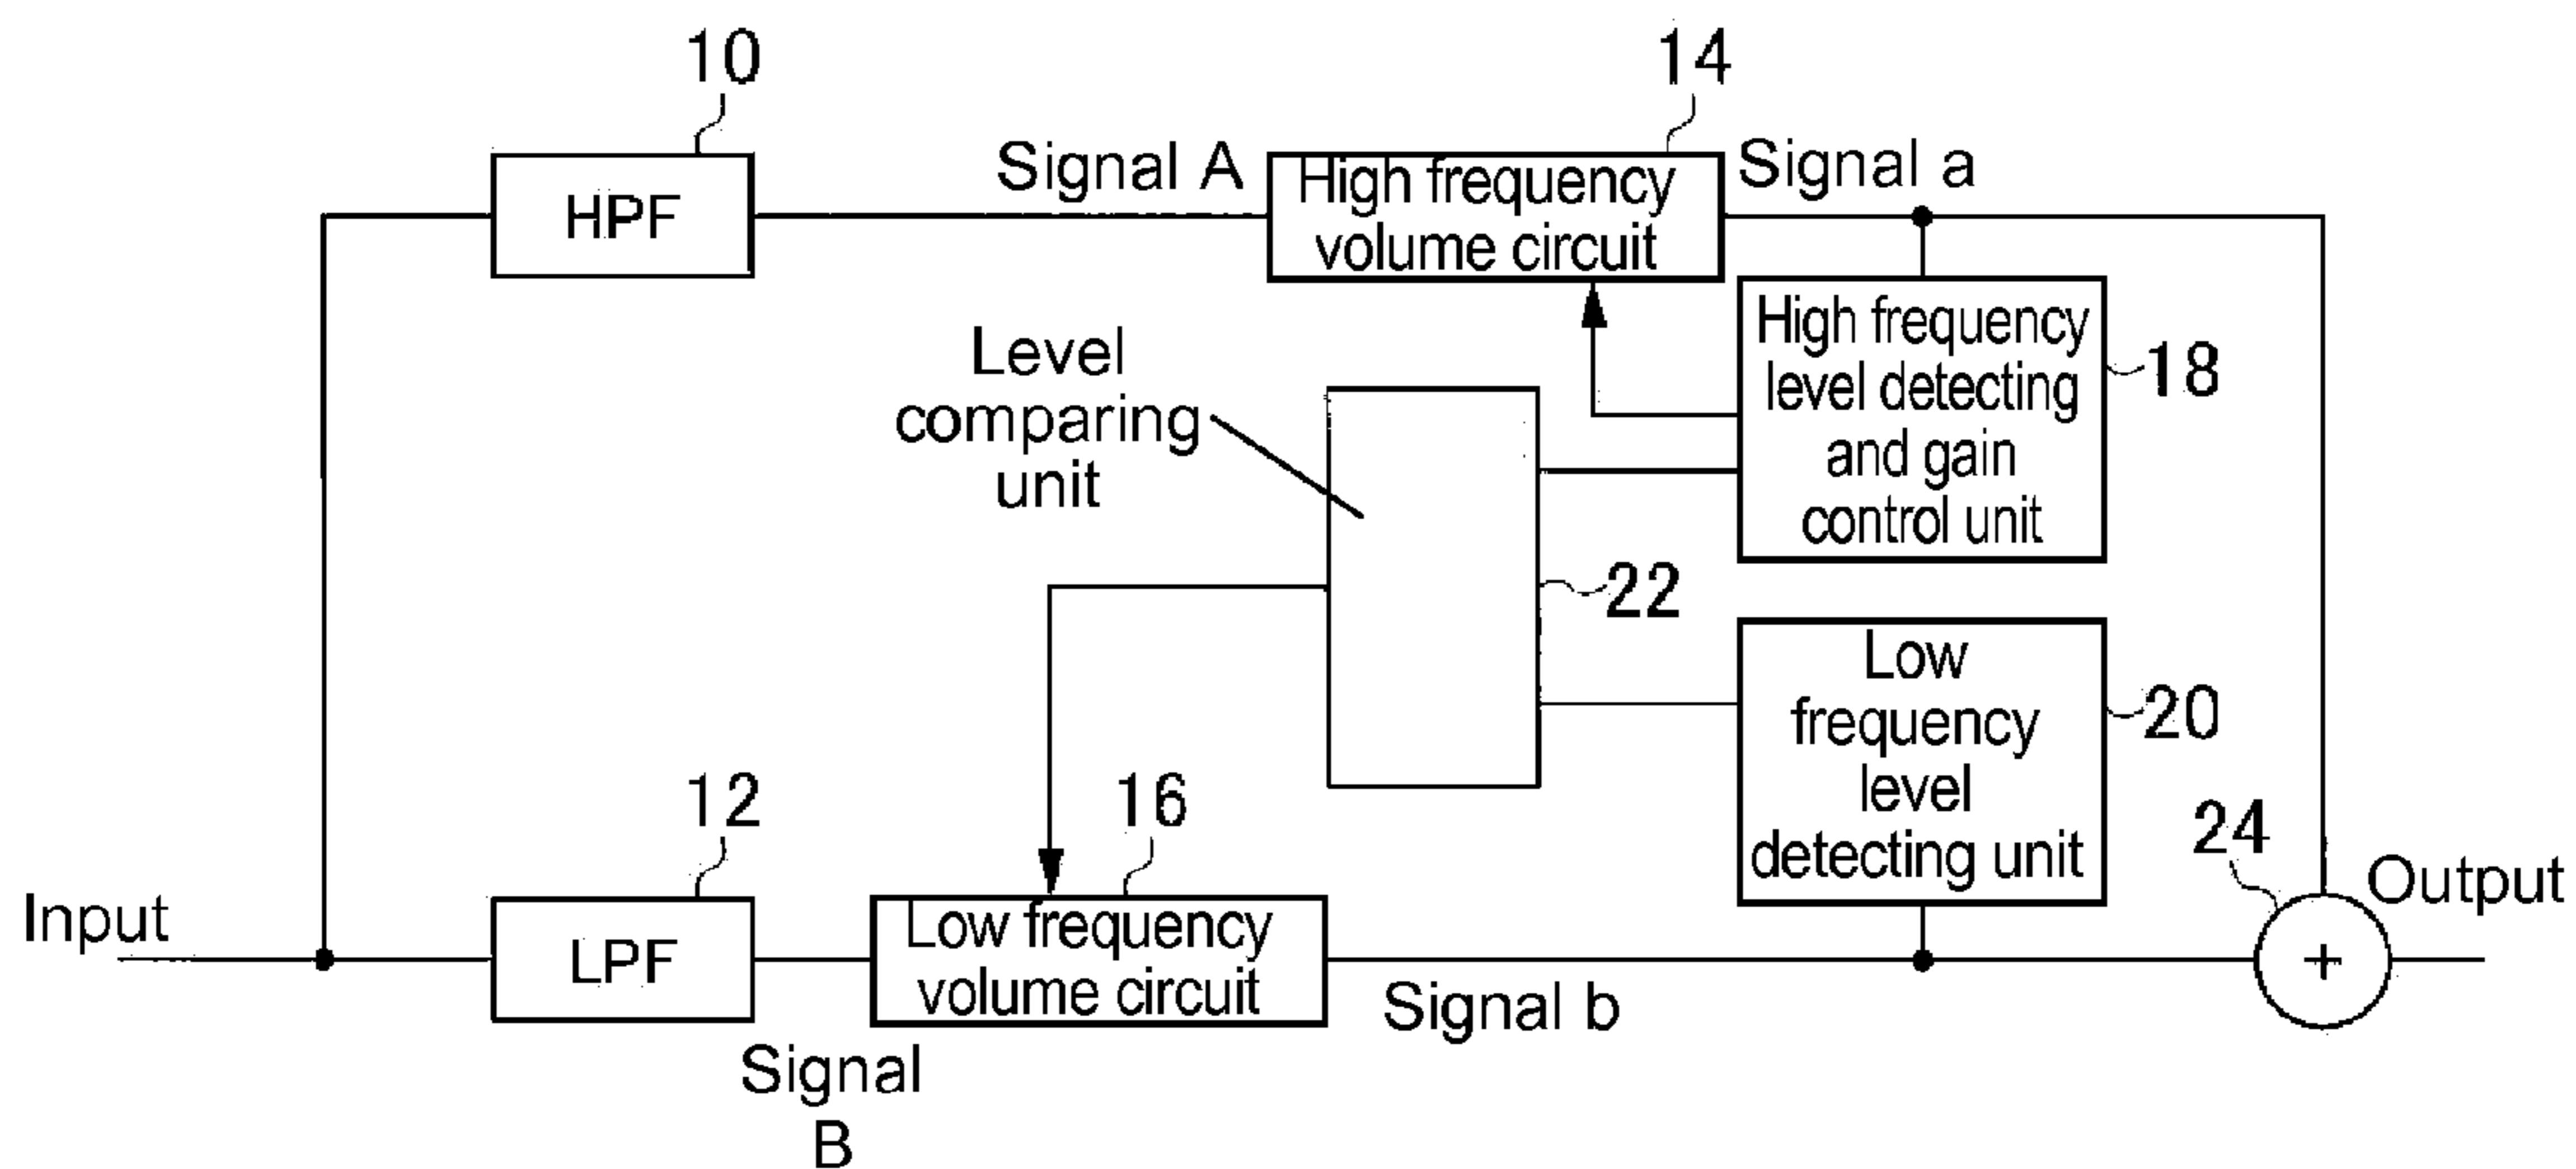 10
14
HPF
Signal A
High frequency
volume circuit
Signal a
Level
comparing
unit
High frequency
level detecting
and gain
control unit
18
22
Low
frequency
level
detecting unit
20
12
16
24
Input
LPF
Low frequency
volume circuit
Signal
B
Signal b
+
Output